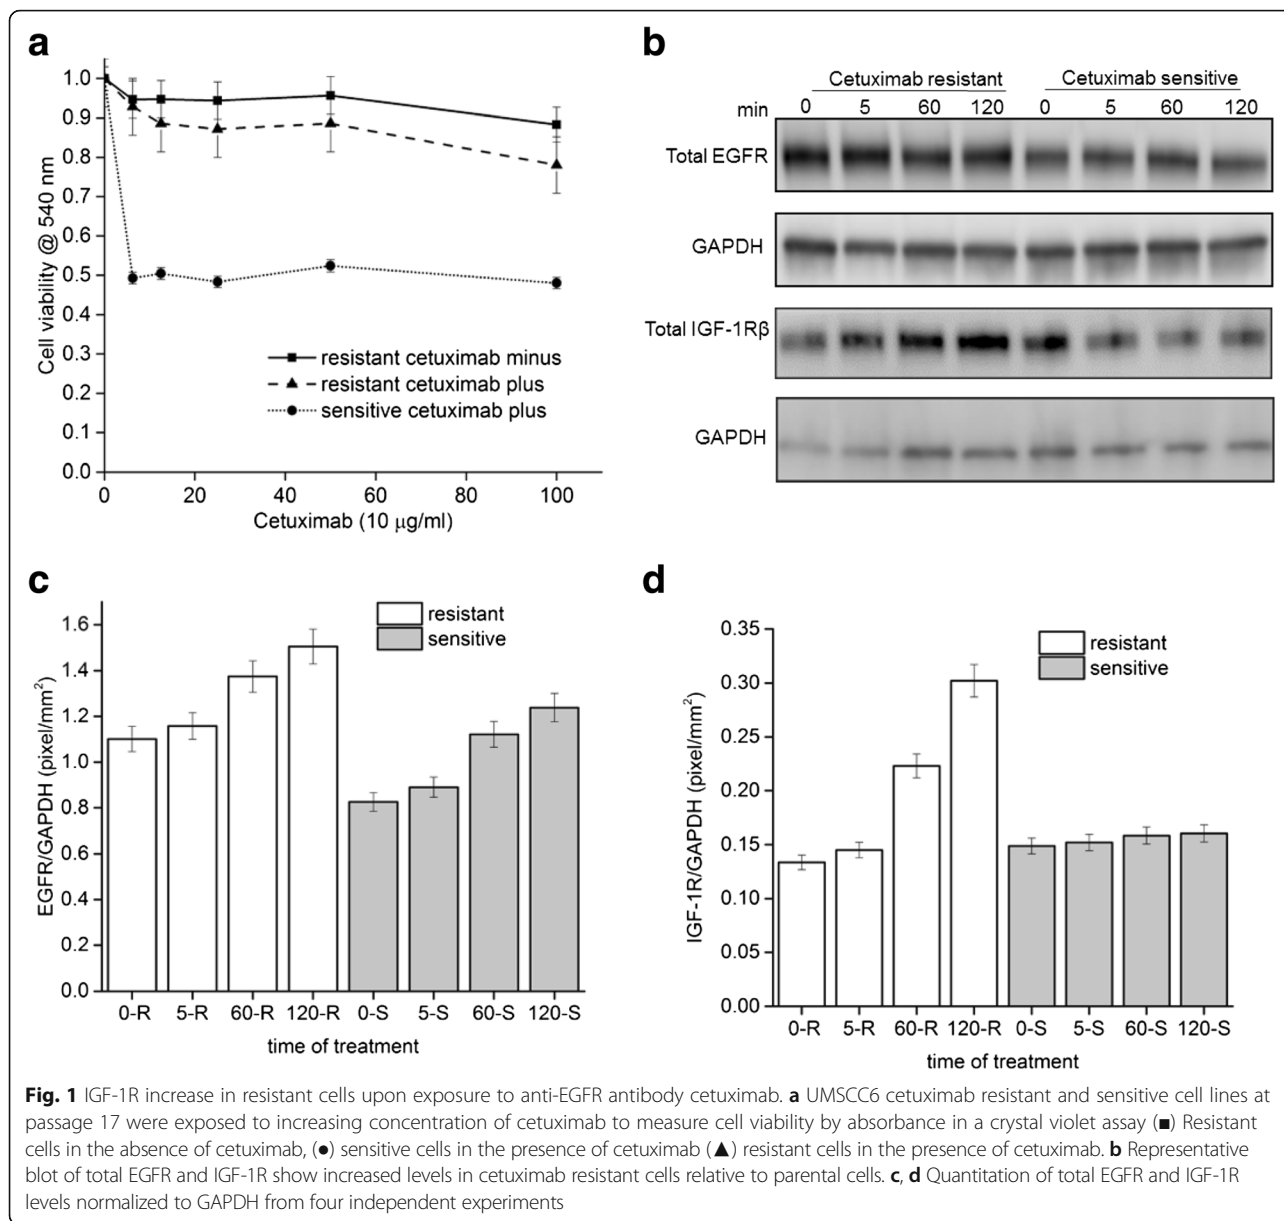 a
1.0
0.9
0.8
0.7
0.6
0.5
0.4
0.3
0.2
0.1
0.0
Cell viability @ 540 nm
resistant cetuximab minus
resistant cetuximab plus
sensitive cetuximab plus
0 20 40 60 80 100
Cetuximab (10 µg/ml)
b
Cetuximab resistant Cetuximab sensitive
min 0 5 60 120 0 5 60 120
Total EGFR
GAPDH
Total IGF-1Rβ
GAPDH
c
resistant
sensitive
1.6
1.4
1.2
1.0
0.8
0.6
0.4
0.2
0.0
EGFR/GAPDH (pixel/mm²)
0-R 5-R 60-R 120-R 0-S 5-S 60-S 120-S
time of treatment
d
resistant
sensitive
0.35
0.30
0.25
0.20
0.15
0.10
0.05
0.00
IGF-1R/GAPDH (pixel/mm²)
0-R 5-R 60-R 120-R 0-S 5-S 60-S 120-S
time of treatment
Fig. 1 IGF-1R increase in resistant cells upon exposure to anti-EGFR antibody cetuximab. a UMSCC6 cetuximab resistant and sensitive cell lines at
passage 17 were exposed to increasing concentration of cetuximab to measure cell viability by absorbance in a crystal violet assay (■) Resistant
cells in the absence of cetuximab, (●) sensitive cells in the presence of cetuximab (▲) resistant cells in the presence of cetuximab. b Representative
blot of total EGFR and IGF-1R show increased levels in cetuximab resistant cells relative to parental cells. c, d Quantitation of total EGFR and IGF-1R
levels normalized to GAPDH from four independent experiments